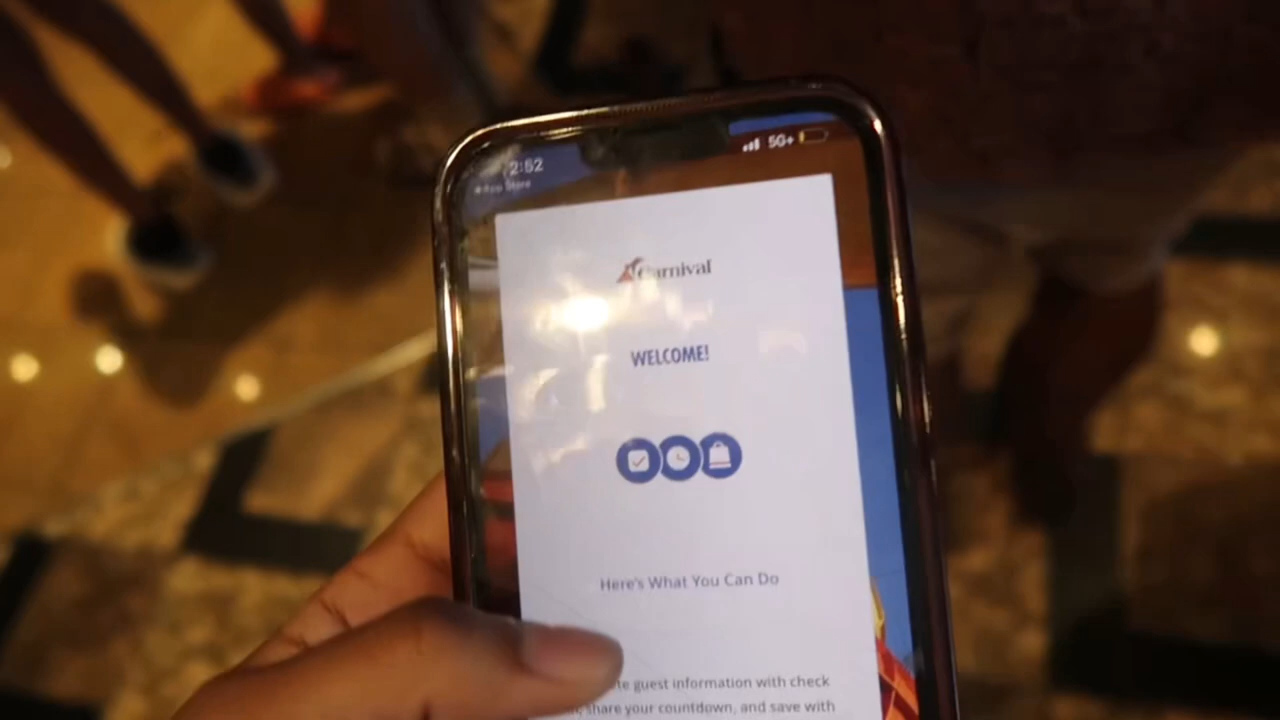 2:52
5G+
◀ App Store
Carnival
WELCOME!
Here's What You Can Do
guest information with check
share your countdown, and save with